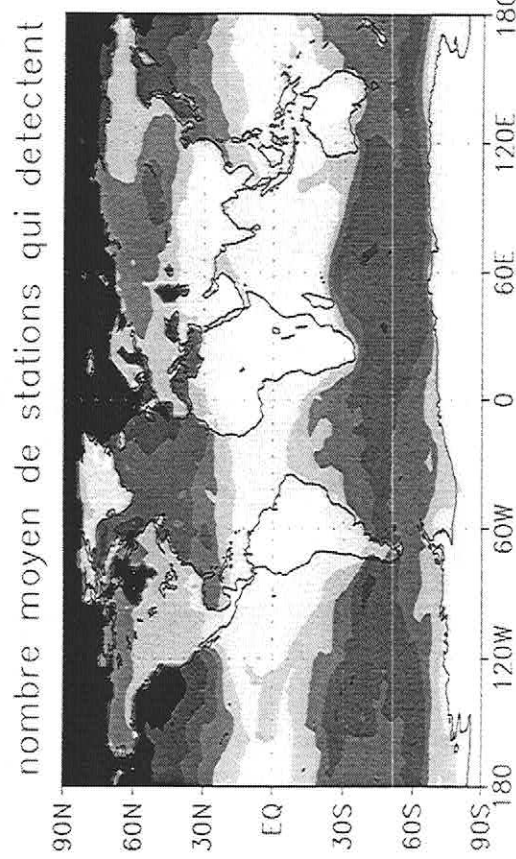 nombre moyen de stations qui detectent
90N
60N
30N
EQ
30S
60S
90S
180 120W 60W 0 60E 120E 180